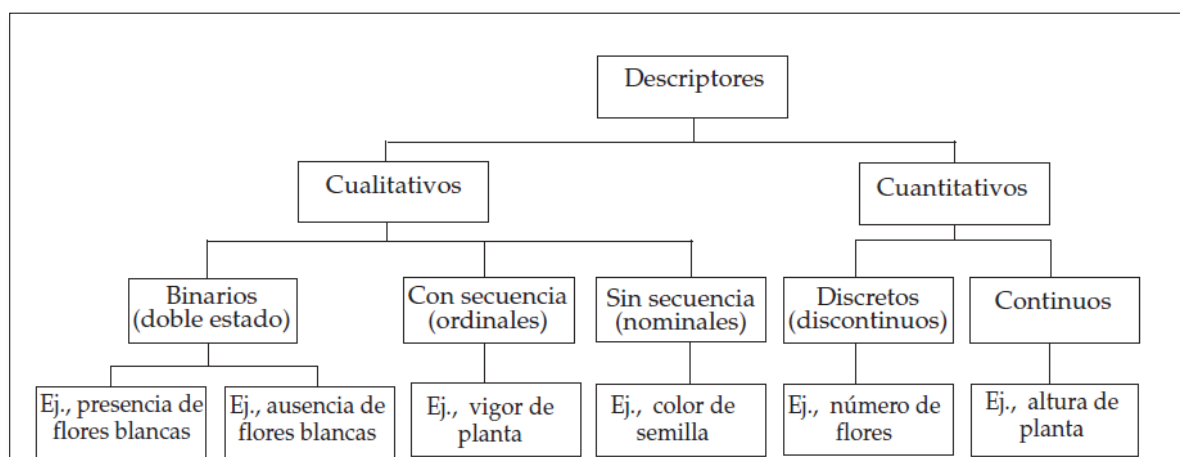 Descriptores
Cualitativos
Cuantitativos
Binarios
(doble estado)
Con secuencia
(ordinales)
Sin secuencia
(nominales)
Discretos
(discontinuos)
Continuos
Ej., presencia de
flores blancas
Ej., ausencia de
flores blancas
Ej., vigor de
planta
Ej., color de
semilla
Ej., número de
flores
Ej., altura de
planta